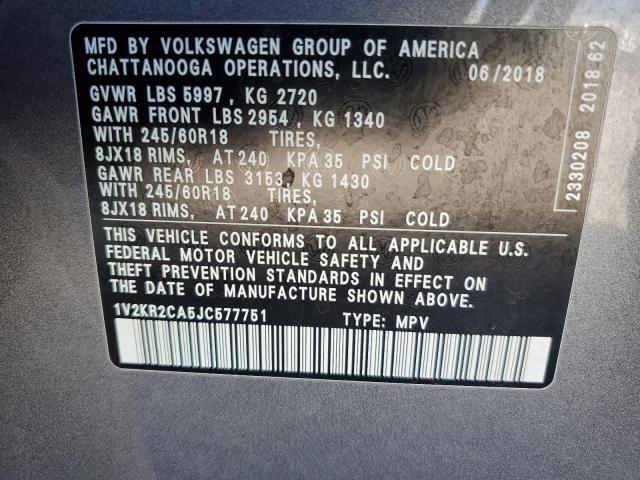 MFD BY VOLKSWAGEN GROUP OF AMERICA
CHATTANOOGA OPERATIONS, LLC. 06/2018
GVWR LBS 5997, KG 2720
GAWR FRONT LBS 2954, KG 1340
WITH 245/60R18 TIRES,
8JX18 RIMS, AT 240 KPA 35 PSI COLD
GAWR REAR LBS 3153, KG 1430
WITH 245/60R18 TIRES,
8JX18 RIMS, AT 240 KPA 35 PSI COLD
THIS VEHICLE CONFORMS TO ALL APPLICABLE U.S.
FEDERAL MOTOR VEHICLE SAFETY AND
THEFT PREVENTION STANDARDS IN EFFECT ON
THE DATE OF MANUFACTURE SHOWN ABOVE.
1V2KR2CA5JC577751 TYPE: MPV
2330208 2018-62